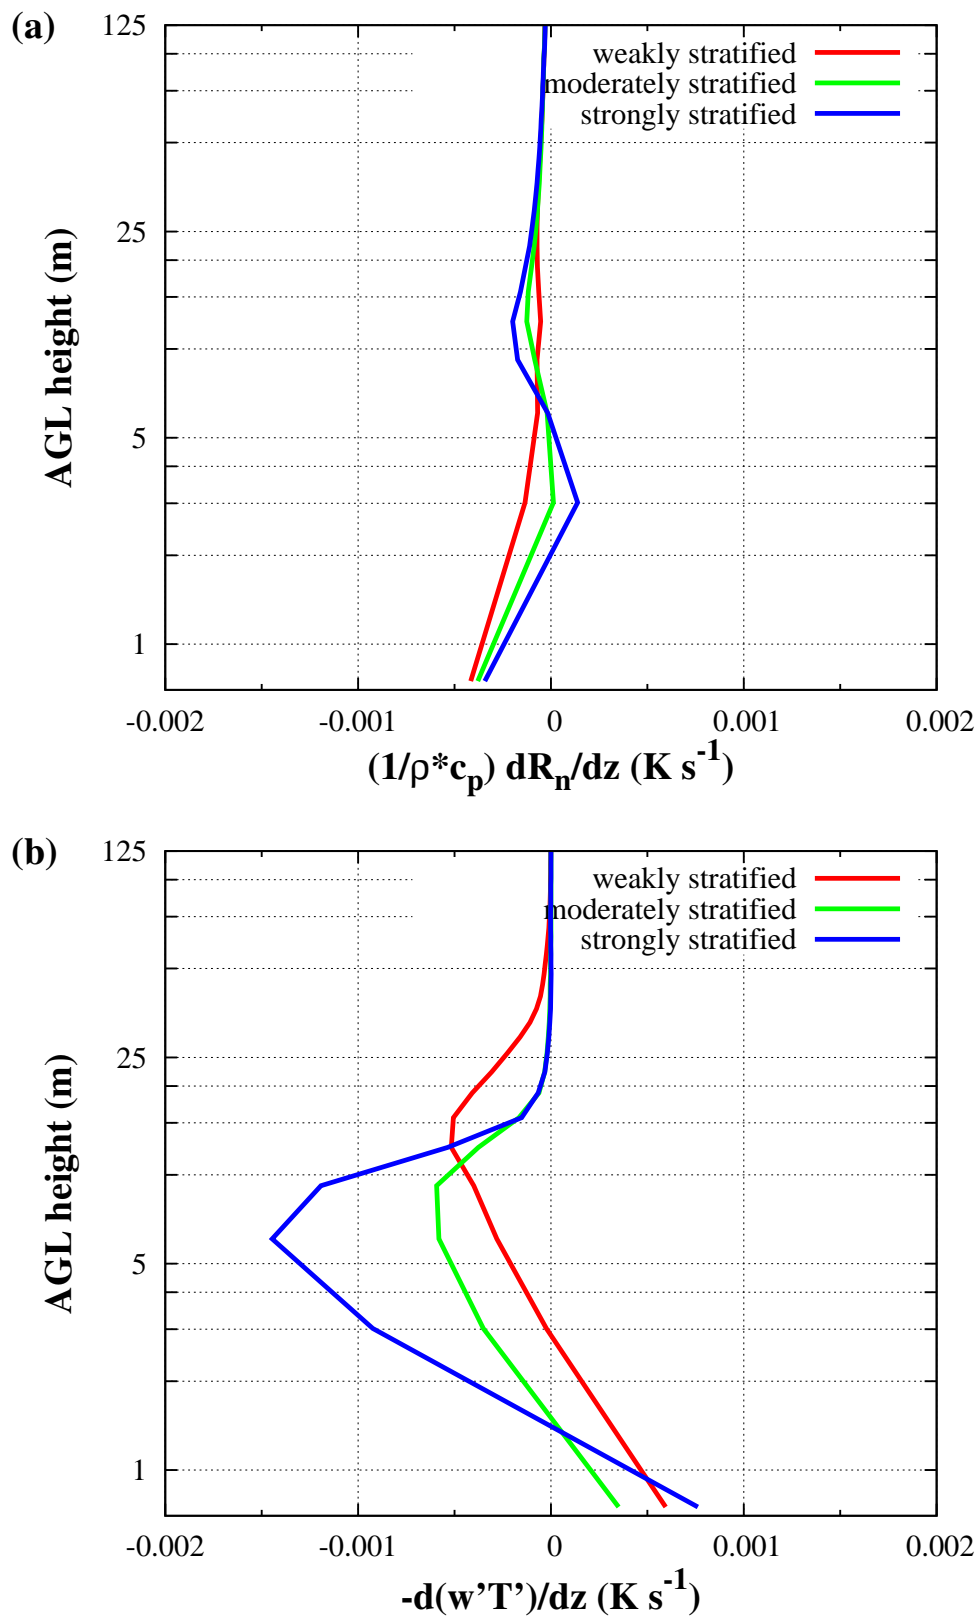 (a)
125
weakly stratified
moderately stratified
strongly stratified
25
AGL height (m)
5
1
-0.002 -0.001 0 0.001 0.002
(1/ρ*c_p) dR_n/dz (K s^-1)
(b)
125
weakly stratified
moderately stratified
strongly stratified
25
AGL height (m)
5
1
-0.002 -0.001 0 0.001 0.002
-d(w’T’)/dz (K s^-1)